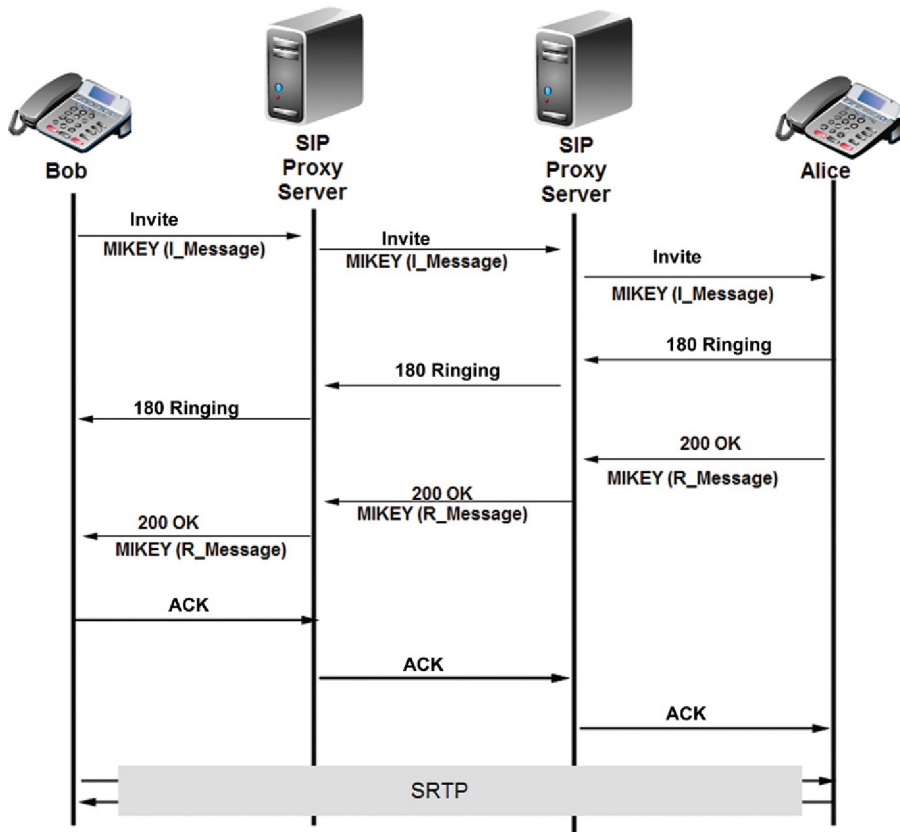 Bob
SIP
Proxy
Server
SIP
Proxy
Server
Alice
Invite
MIKEY (I_Message)
Invite
MIKEY (I_Message)
Invite
MIKEY (I_Message)
180 Ringing
180 Ringing
180 Ringing
200 OK
MIKEY (R_Message)
200 OK
MIKEY (R_Message)
200 OK
MIKEY (R_Message)
ACK
ACK
ACK
SRTP